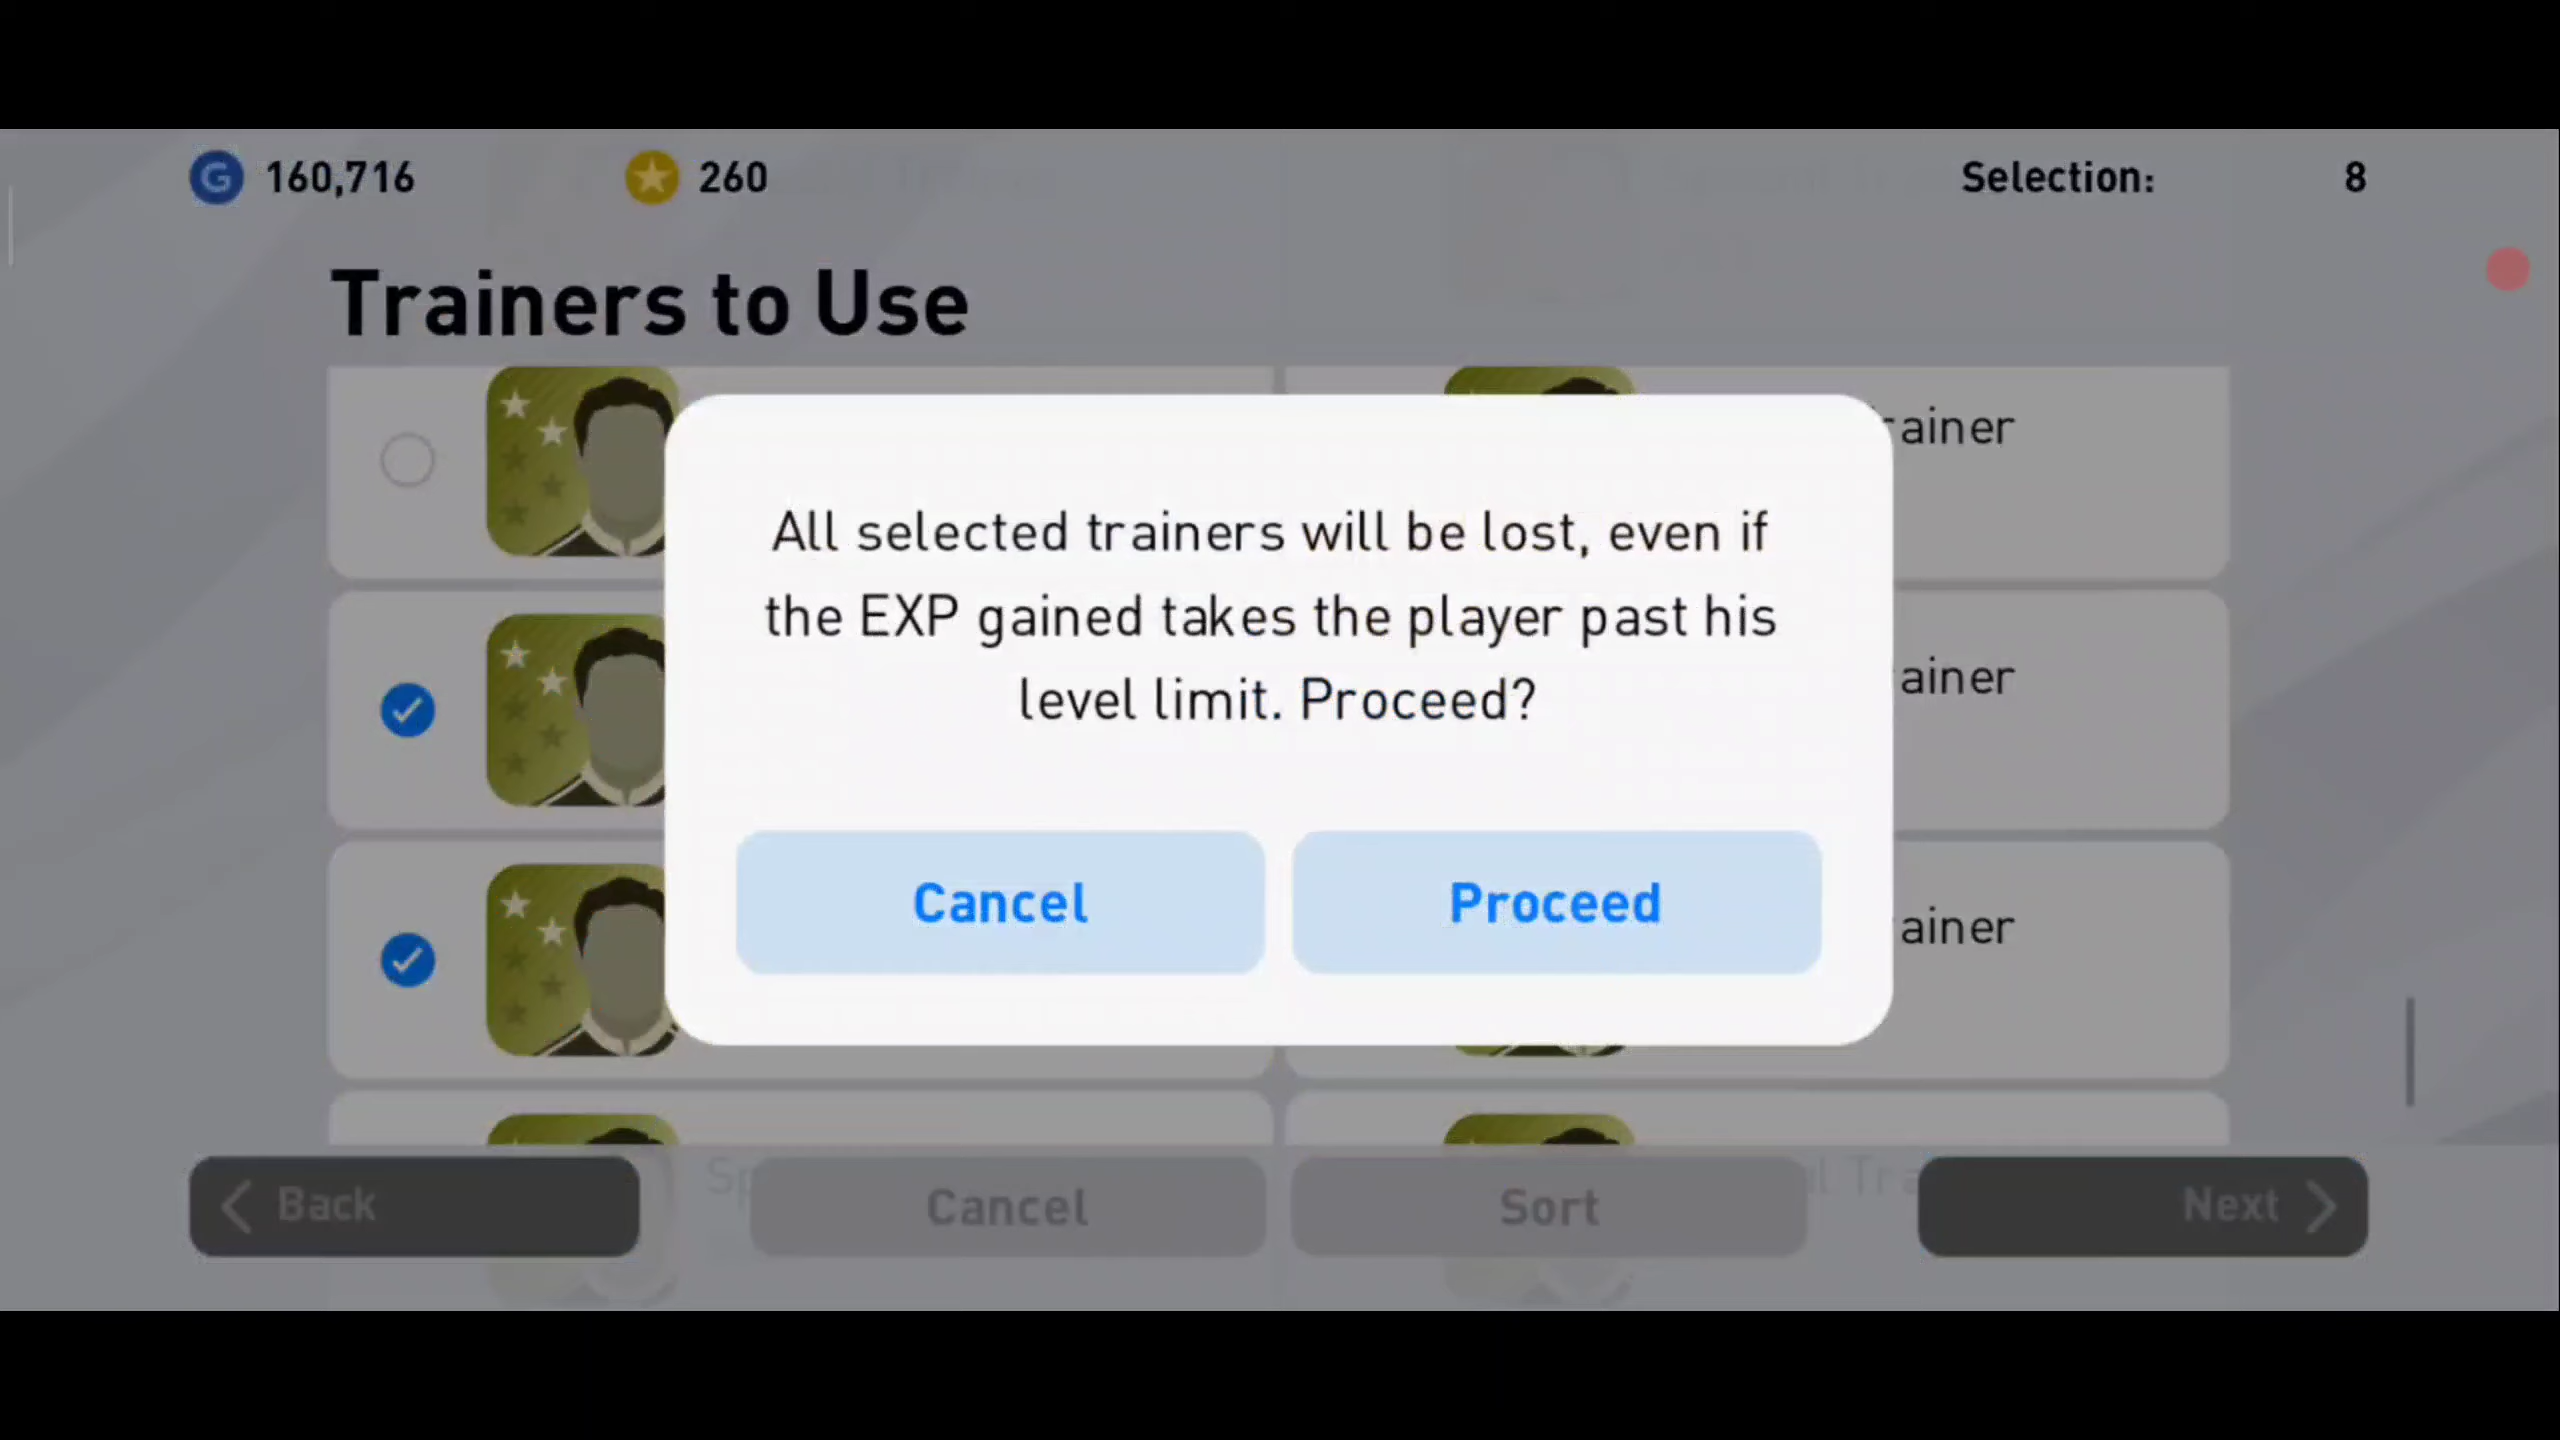 G 160,716 260 Selection: 8
Trainers to Use
All selected trainers will be lost, even if
the EXP gained takes the player past his
level limit. Proceed?
Cancel Proceed
rainer
ainer
ainer
Back Cancel Sort Next